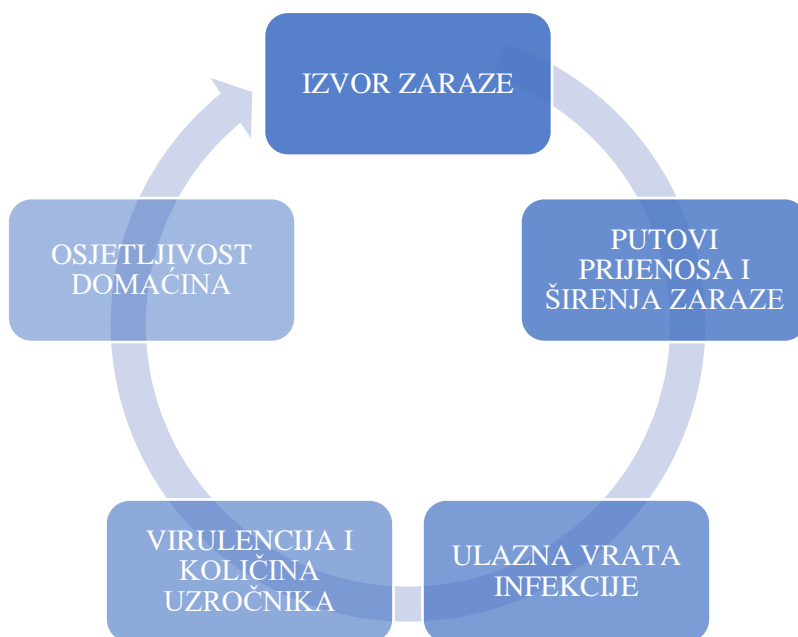 IZVOR ZARAZE
PUTOVI
PRIJENOSA I
ŠIRENJA ZARAZE
ULAZNA VRATA
INFEKCIJE
VIRULENCIJA I
KOLIČINA
UZROČNIKA
OSJETLJIVOST
DOMAĆINA